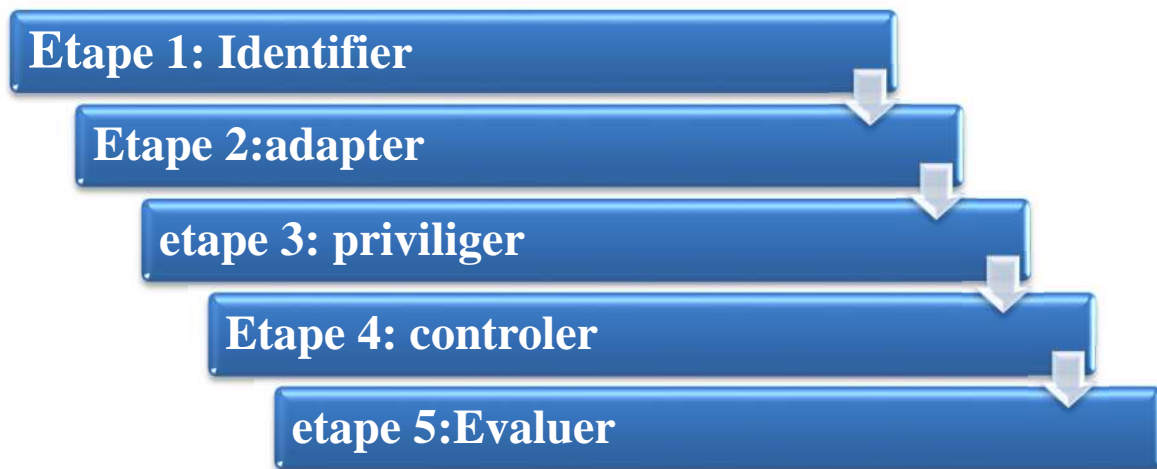 Etape 1: Identifier
Etape 2:adapter
etape 3: priviliger
Etape 4: controler
etape 5:Evaluer